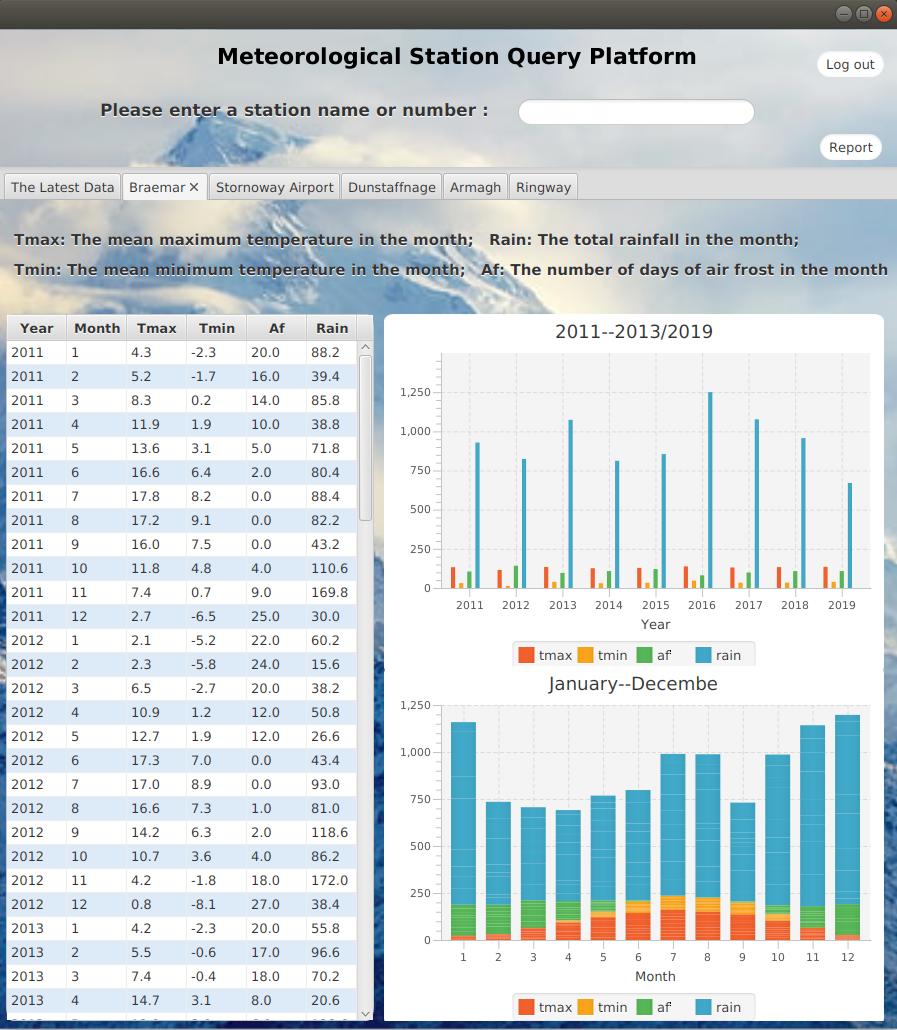 Meteorological Station Query Platform
Log out
Please enter a station name or number :
Report
The Latest Data Braemar ✕ Stornoway Airport Dunstaffnage Armagh Ringway
Tmax: The mean maximum temperature in the month; Rain: The total rainfall in the month;
Tmin: The mean minimum temperature in the month; Af: The number of days of air frost in the month
Year Month Tmax Tmin Af Rain
2011 1 4.3 -2.3 20.0 88.2
2011 2 5.2 -1.7 16.0 39.4
2011 3 8.3 0.2 14.0 85.8
2011 4 11.9 1.9 10.0 38.8
2011 5 13.6 3.1 5.0 71.8
2011 6 16.6 6.4 2.0 80.4
2011 7 17.8 8.2 0.0 88.4
2011 8 17.2 9.1 0.0 82.2
2011 9 16.0 7.5 0.0 43.2
2011 10 11.8 4.8 4.0 110.6
2011 11 7.4 0.7 9.0 169.8
2011 12 2.7 -6.5 25.0 30.0
2012 1 2.1 -5.2 22.0 60.2
2012 2 2.3 -5.8 24.0 15.6
2012 3 6.5 -2.7 20.0 38.2
2012 4 10.9 1.2 12.0 50.8
2012 5 12.7 1.9 12.0 26.6
2012 6 17.3 7.0 0.0 43.4
2012 7 17.0 8.9 0.0 93.0
2012 8 16.6 7.3 1.0 81.0
2012 9 14.2 6.3 2.0 118.6
2012 10 10.7 3.6 4.0 86.2
2012 11 4.2 -1.8 18.0 172.0
2012 12 0.8 -8.1 27.0 38.4
2013 1 4.2 -2.3 20.0 55.8
2013 2 5.5 -0.6 17.0 96.6
2013 3 7.4 -0.4 18.0 70.2
2013 4 14.7 3.1 8.0 20.6
2011--2013/2019
1,250
1,000
750
500
250
0
2011 2012 2013 2014 2015 2016 2017 2018 2019
Year
tmax tmin af rain
January--Decembe
1,250
1,000
750
500
250
0
1 2 3 4 5 6 7 8 9 10 11 12
Month
tmax tmin af rain